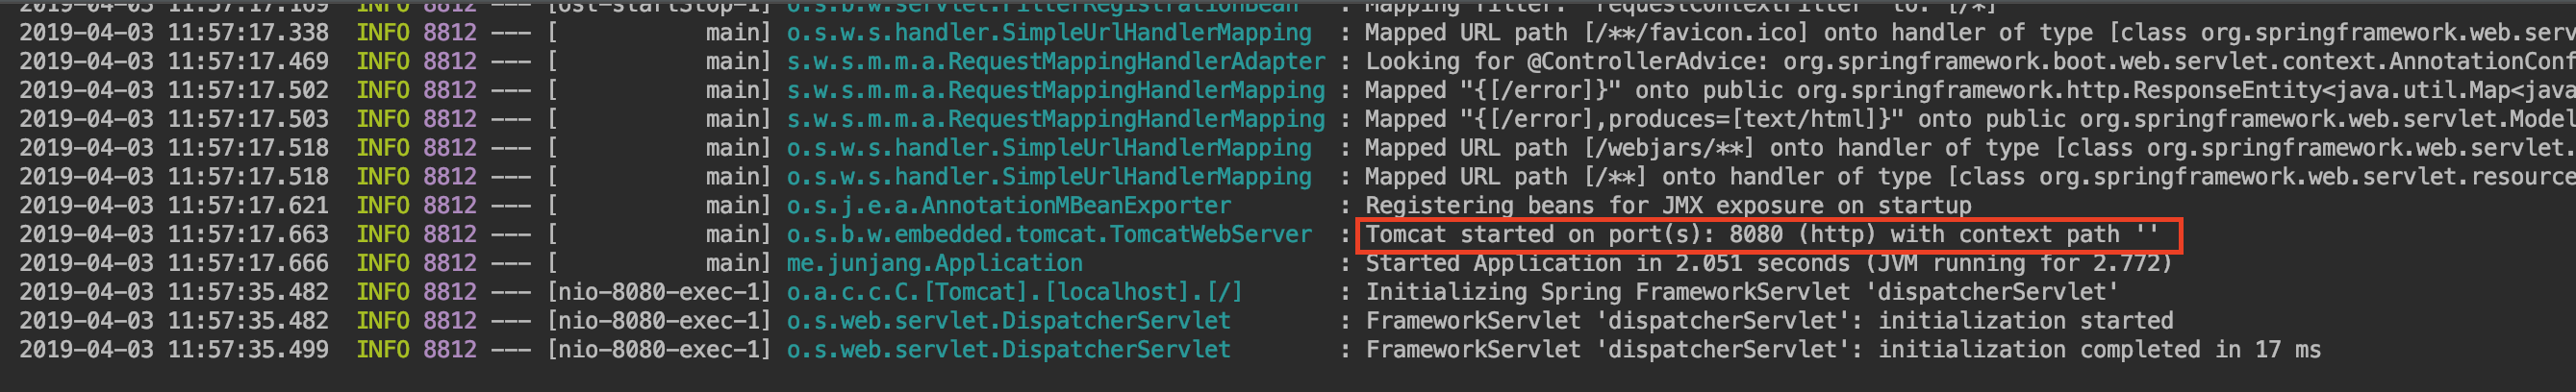 2019-04-03 11:57:17.169  INFO 8812 --- [ost-startStop-1] o.s.b.w.servlet.FilterRegistrationBean   : Mapping filter: 'requestContextFilter' to: [/*]
2019-04-03 11:57:17.338  INFO 8812 --- [           main] o.s.w.s.handler.SimpleUrlHandlerMapping  : Mapped URL path [/**/favicon.ico] onto handler of type [class org.springframework.web.serv
2019-04-03 11:57:17.469  INFO 8812 --- [           main] s.w.s.m.m.a.RequestMappingHandlerAdapter : Looking for @ControllerAdvice: org.springframework.boot.web.servlet.context.AnnotationConf
2019-04-03 11:57:17.502  INFO 8812 --- [           main] s.w.s.m.m.a.RequestMappingHandlerMapping : Mapped "{[/error]}" onto public org.springframework.http.ResponseEntity<java.util.Map<java
2019-04-03 11:57:17.503  INFO 8812 --- [           main] s.w.s.m.m.a.RequestMappingHandlerMapping : Mapped "{[/error],produces=[text/html]}" onto public org.springframework.web.servlet.Model
2019-04-03 11:57:17.518  INFO 8812 --- [           main] o.s.w.s.handler.SimpleUrlHandlerMapping  : Mapped URL path [/webjars/**] onto handler of type [class org.springframework.web.servlet.
2019-04-03 11:57:17.518  INFO 8812 --- [           main] o.s.w.s.handler.SimpleUrlHandlerMapping  : Mapped URL path [/**] onto handler of type [class org.springframework.web.servlet.resource
2019-04-03 11:57:17.621  INFO 8812 --- [           main] o.s.j.e.a.AnnotationMBeanExporter        : Registering beans for JMX exposure on startup
2019-04-03 11:57:17.663  INFO 8812 --- [           main] o.s.b.w.embedded.tomcat.TomcatWebServer  : Tomcat started on port(s): 8080 (http) with context path ''
2019-04-03 11:57:17.666  INFO 8812 --- [           main] me.junjang.Application                   : Started Application in 2.051 seconds (JVM running for 2.772)
2019-04-03 11:57:35.482  INFO 8812 --- [nio-8080-exec-1] o.a.c.c.C.[Tomcat].[localhost].[/]       : Initializing Spring FrameworkServlet 'dispatcherServlet'
2019-04-03 11:57:35.482  INFO 8812 --- [nio-8080-exec-1] o.s.web.servlet.DispatcherServlet        : FrameworkServlet 'dispatcherServlet': initialization started
2019-04-03 11:57:35.499  INFO 8812 --- [nio-8080-exec-1] o.s.web.servlet.DispatcherServlet        : FrameworkServlet 'dispatcherServlet': initialization completed in 17 ms